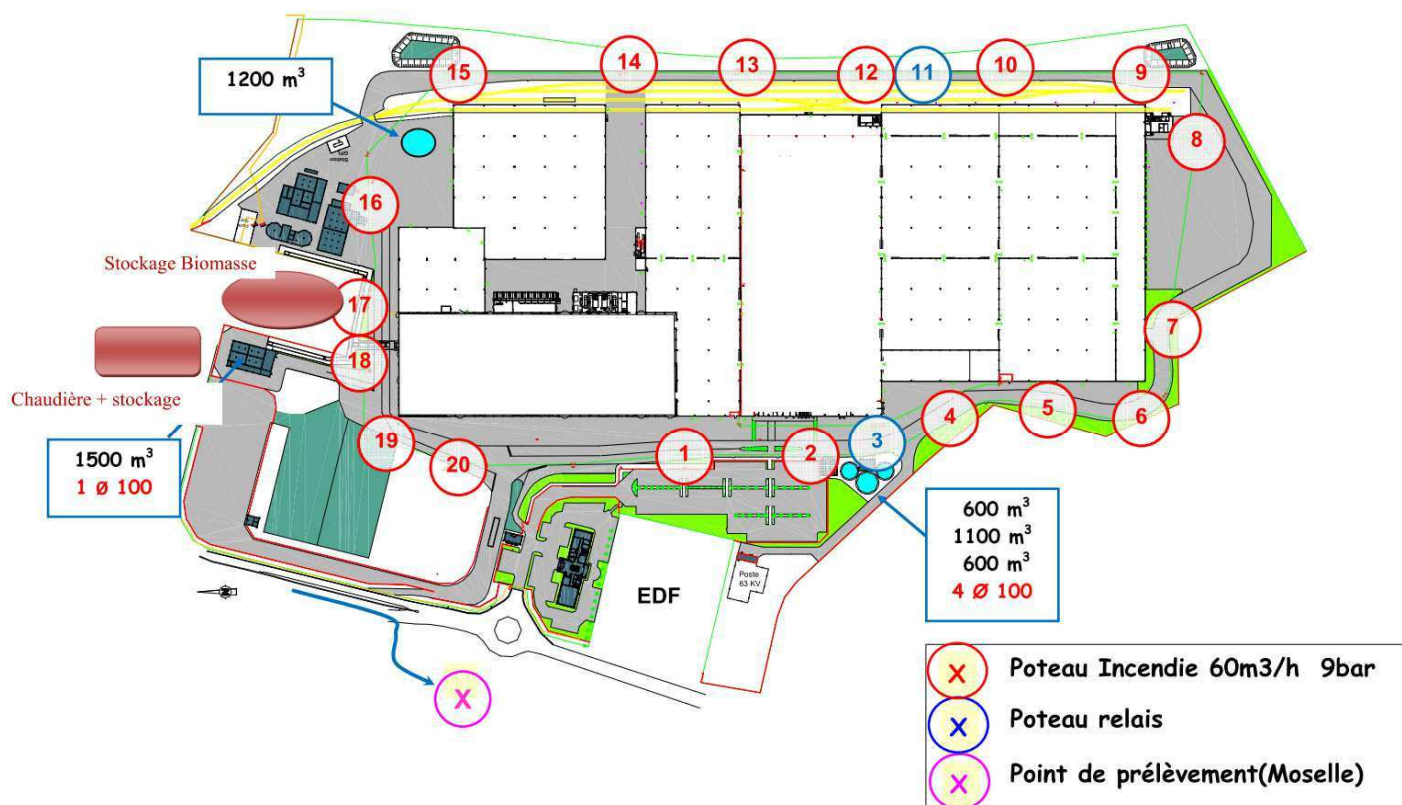 14
13
12
11
10
9
15
1200 m³
8
Station
16
Stockage Biomasse
17
7
18
Chaudière + stockage
4
5
6
19
3
1500 m³
1 Ø 100
20
1
2
600 m³
1100 m³
600 m³
4 Ø 100
Poste
63 KV
EDF
X
X Poteau Incendie 60m3/h 9bar
X Poteau relais
X Point de prélèvement(Moselle)